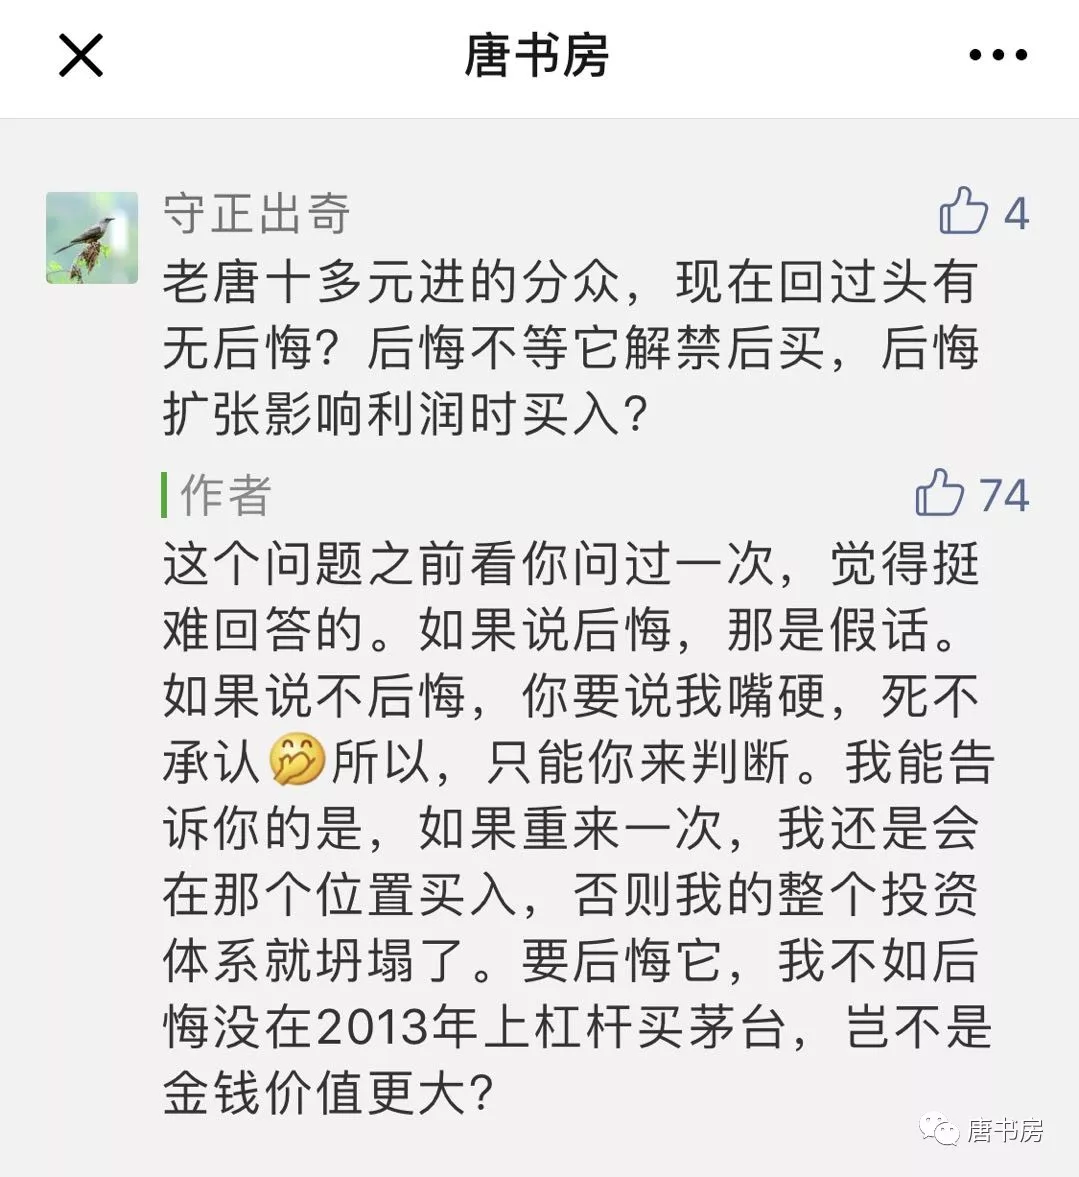 唐书房
守正出奇
4
老唐十多元进的分众，现在回过头有
无后悔？后悔不等它解禁后买，后悔
扩张影响利润时买入？
作者
74
这个问题之前看你问过一次，觉得挺
难回答的。如果说后悔，那是假话。
如果说不后悔，你要说我嘴硬，死不
承认🤭所以，只能你来判断。我能告
诉你的是，如果重来一次，我还是会
在那个位置买入，否则我的整个投资
体系就坍塌了。要后悔它，我不如后
悔没在2013年上杠杆买茅台，岂不是
金钱价值更大？
唐书房